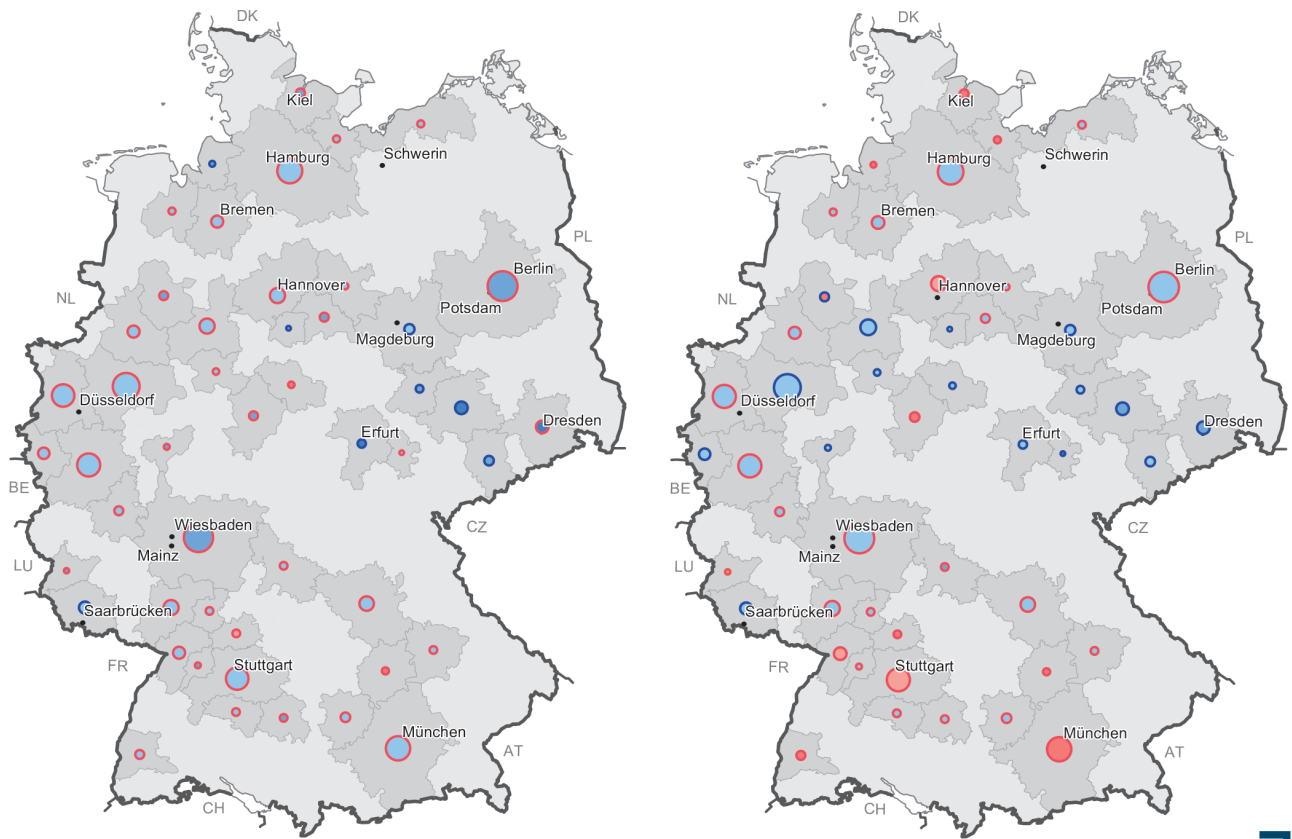 DK
Kiel
Hamburg
Schwerin
Bremen
PL
Berlin
Hannover
NL
Potsdam
Magdeburg
Düsseldorf
Dresden
Erfurt
BE
Wiesbaden
CZ
Mainz
LU
Saarbrücken
FR
Stuttgart
München
AT
CH
DK
Kiel
Hamburg
Schwerin
Bremen
PL
Berlin
Hannover
NL
Potsdam
Magdeburg
Düsseldorf
Dresden
Erfurt
BE
Wiesbaden
CZ
Mainz
LU
Saarbrücken
FR
Stuttgart
München
AT
CH